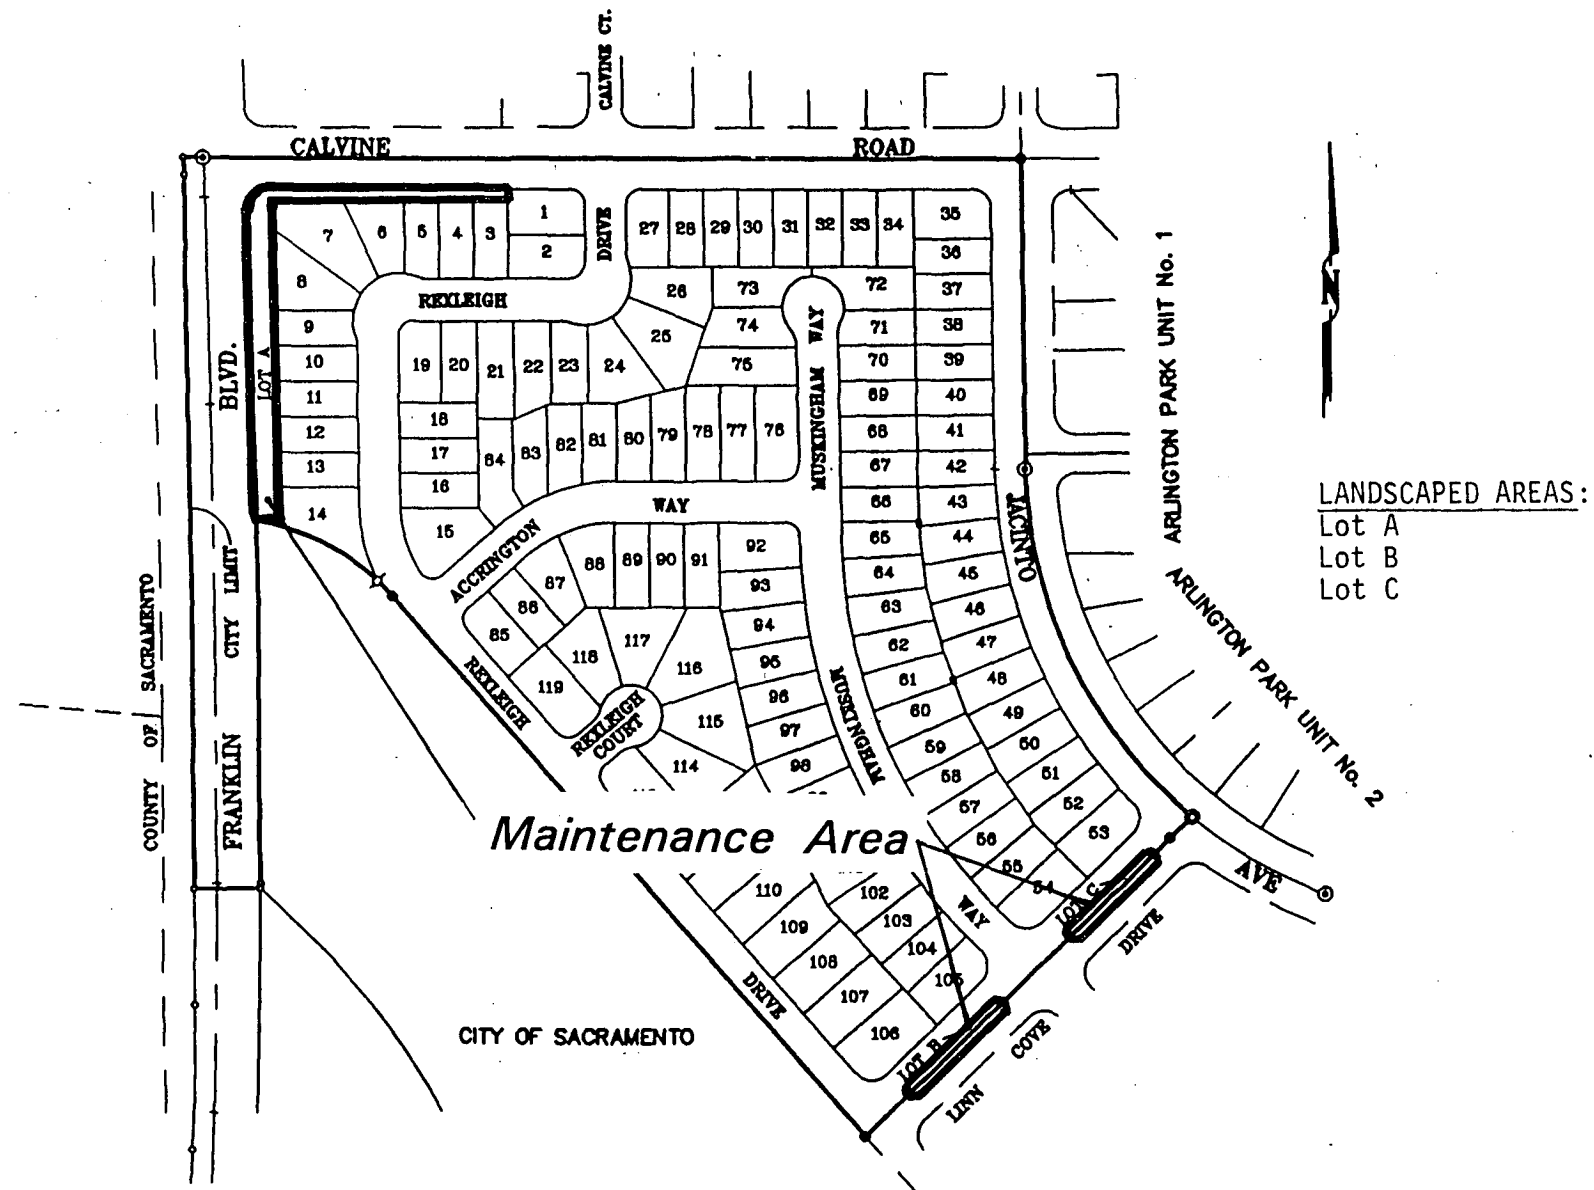 CALVINE CT.
CALVINE ROAD
7 6 5 4 3 1
2
DRIVE
27 28 29 30 31 32 33 34 35
36
8
REXLEIGH
26 73 72 37
9
25 74 71 38
10
19 20 21 22 23 24 75 70 39
11
69 40
12
18
84 83 82 81 80 79 78 77 76
68 41
13
17
67 42
14
16
66 43
15
65 44
64 45
63 46
62 47
61 48
60 49
59 50
58 51
57 52
56 53
55
54
BLVD.
LOT A
MUSKINGHAM WAY
WAY
ACCRINGTON
JACINTO
ARLINGTON PARK UNIT No. 1
N
LANDSCAPED AREAS:
Lot A
Lot B
Lot C
88 89 90 91 92
87 93
86 94
85 95
118 117 116 96
119 115 97
114 98
REXLEIGH
REXLEIGH
COURT
MUSKINGHAM
ARLINGTON PARK UNIT No. 2
COUNTY OF SACRAMENTO
CITY LIMIT
FRANKLIN
Maintenance Area
110 102
109 103
108 104
107 105
106
WAY
LOT C
DRIVE
AVE
DRIVE
LOT B
LINN COVE
CITY OF SACRAMENTO